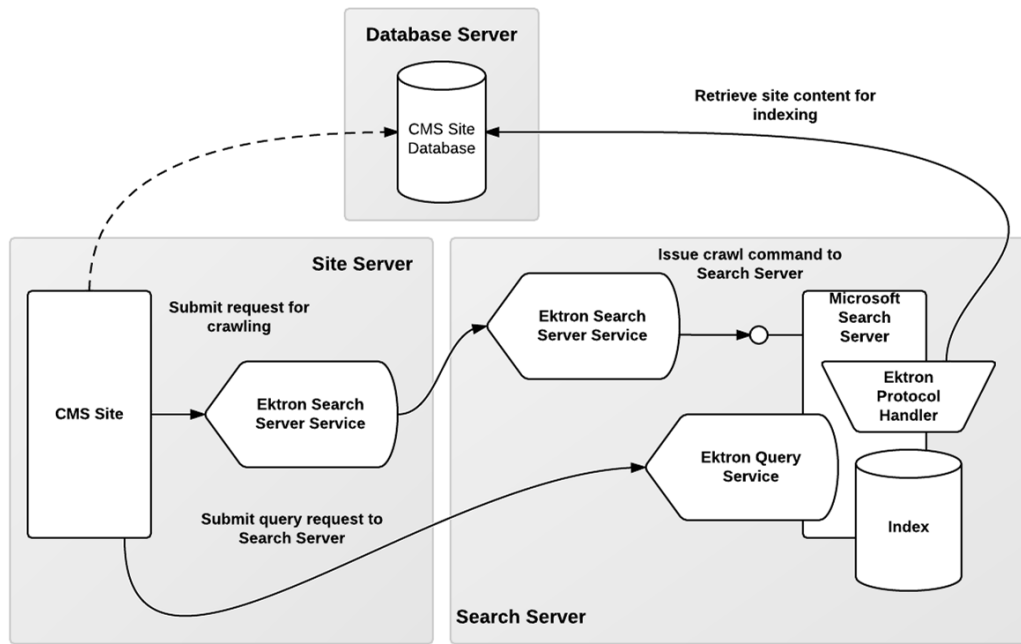 Database Server
CMS Site
Database
Retrieve site content for
indexing
Site Server
Submit request for
crawling
CMS Site
Ektron Search
Server Service
Submit query request to
Search Server
Issue crawl command to
Search Server
Ektron Search
Server Service
Microsoft
Search
Server
Ektron
Protocol
Handler
Ektron Query
Service
Index
Search Server